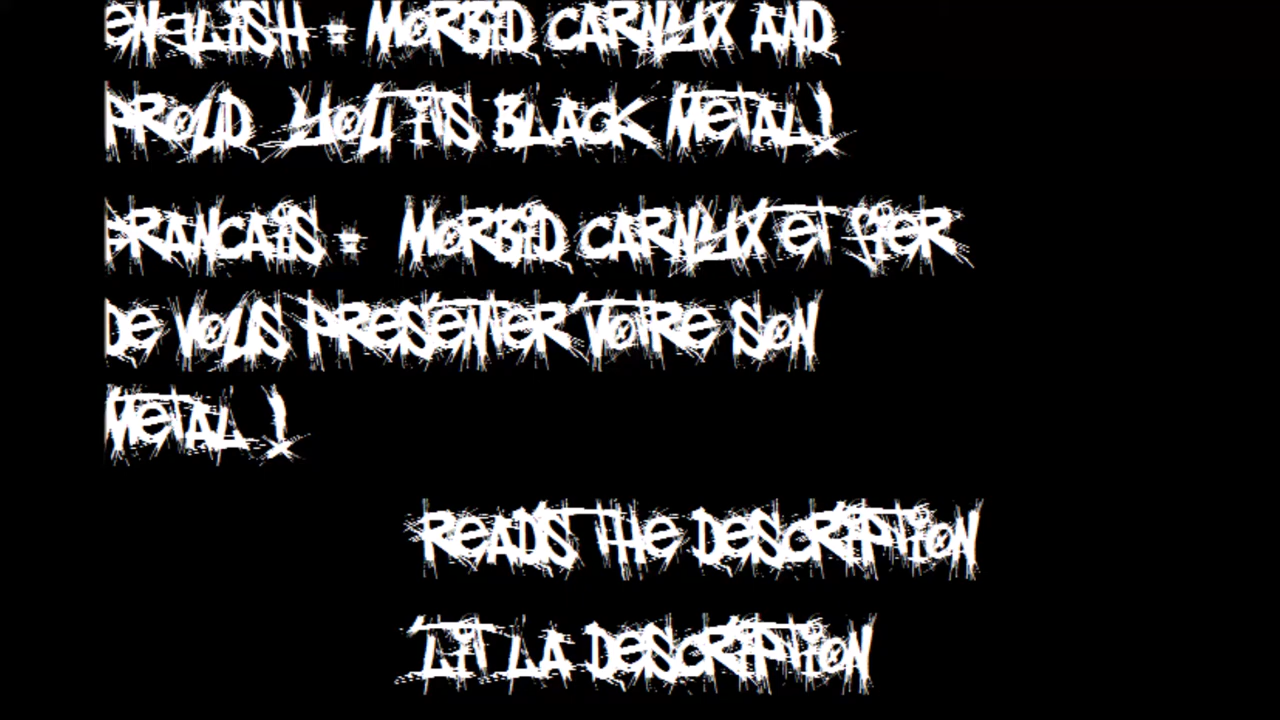 ENGLISH = MORBID CARNYX AND
PROUD YOU ITS BLACK METAL!
FRANCAIS = MORBID CARNYX ET FIER
DE VOUS PRESENTER VOTRE SON
METAL !
READS THE DESCRIPTION
LIT LA DESCRIPTION